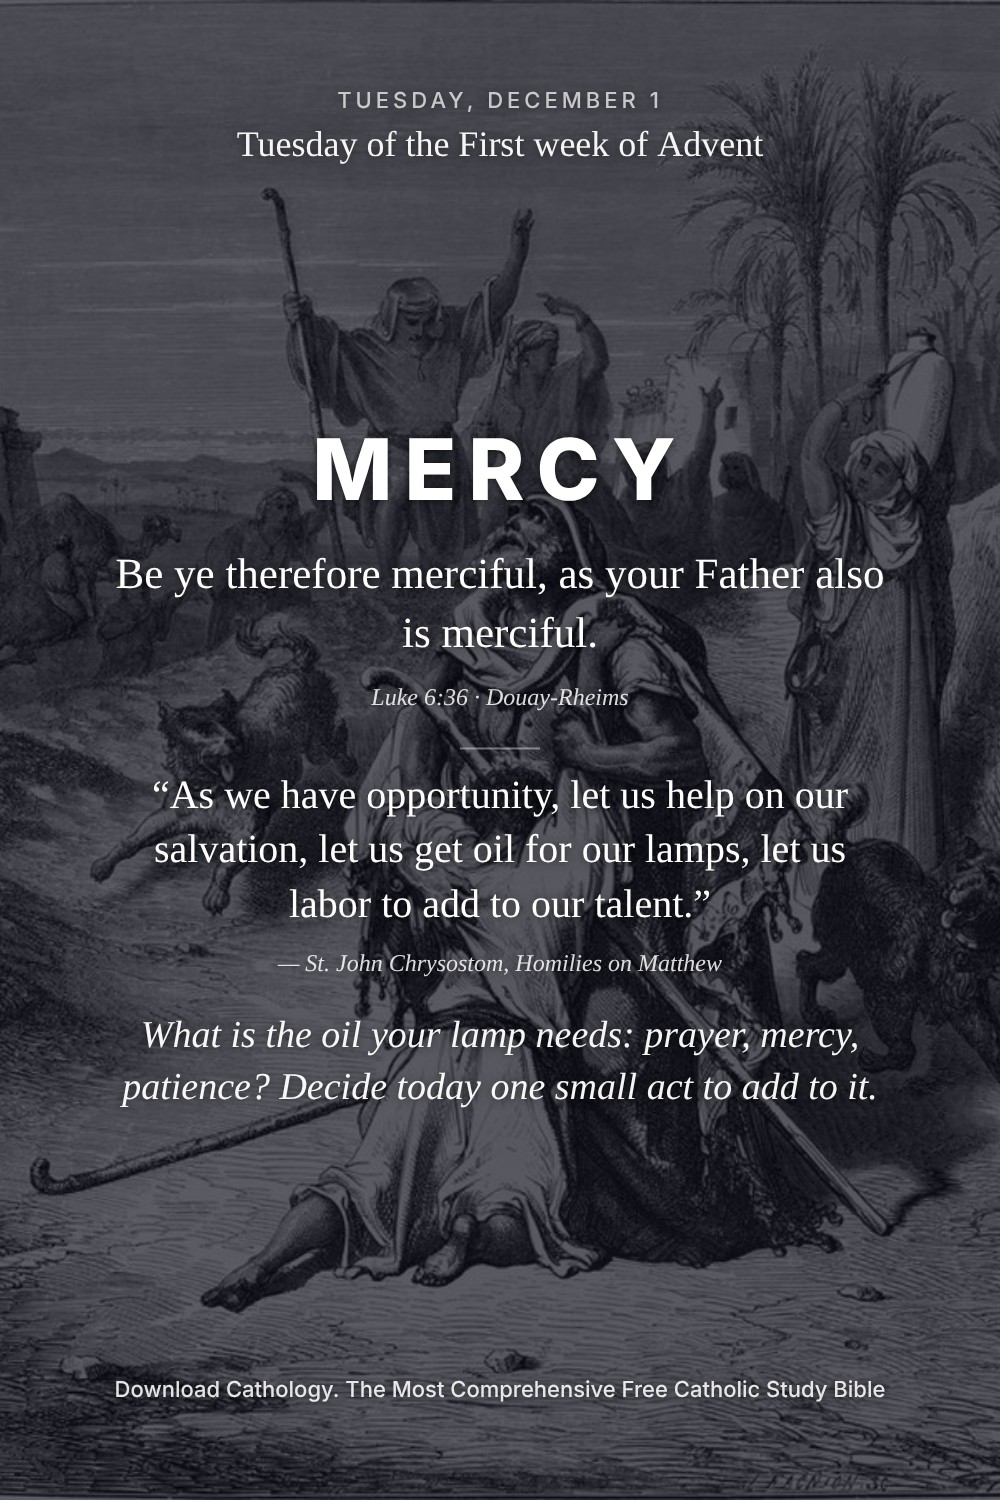 TUESDAY, DECEMBER 1
Tuesday of the First week of Advent
MERCY
Be ye therefore merciful, as your Father also
is merciful.
Luke 6:36 · Douay-Rheims
“As we have opportunity, let us help on our
salvation, let us get oil for our lamps, let us
labor to add to our talent.”
— St. John Chrysostom, Homilies on Matthew
What is the oil your lamp needs: prayer, mercy,
patience? Decide today one small act to add to it.
Download Cathology. The Most Comprehensive Free Catholic Study Bible